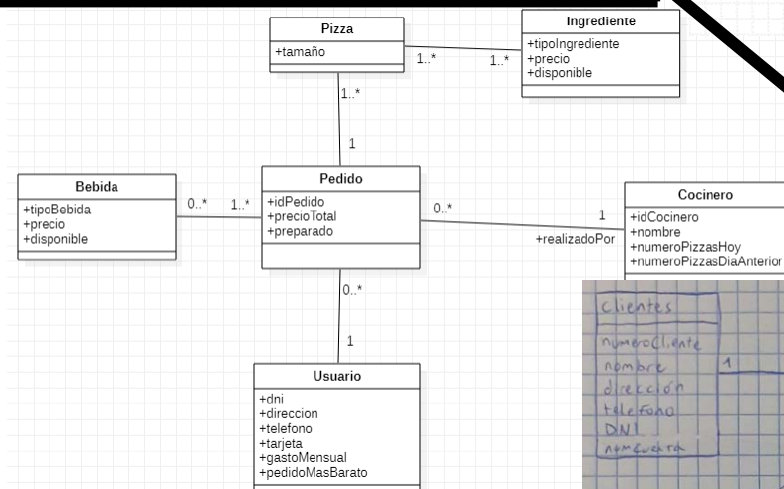 Pizza
+tamaño
1..*
1..*
Ingrediente
+tipoIngrediente
+precio
+disponible
1..*
1
Bebida
+tipoBebida
+precio
+disponible
0..*
1..*
Pedido
+idPedido
+precioTotal
+preparado
0..*
1
+realizadoPor
Cocinero
+idCocinero
+nombre
+numeroPizzasHoy
+numeroPizzasDiaAnterior
0..*
1
Usuario
+dni
+direccion
+telefono
+tarjeta
+gastoMensual
+pedidoMasBarato
Clientes
numeroCliente
nombre
1
dirección
telefono
DNI
numCuenta